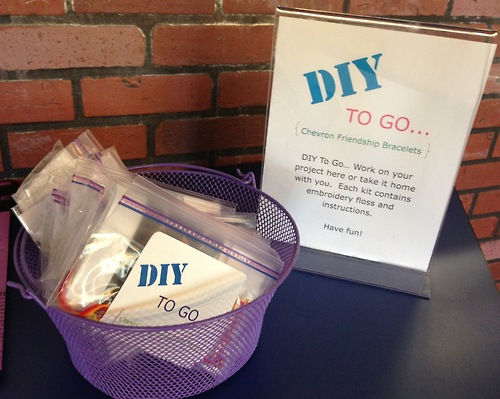 DIY
TO GO...
{ Chevron Friendship Bracelets }
DIY To Go... Work on your
project here or take it home
with you. Each kit contains
embroidery floss and
instructions.
Have fun!
DIY
TO GO